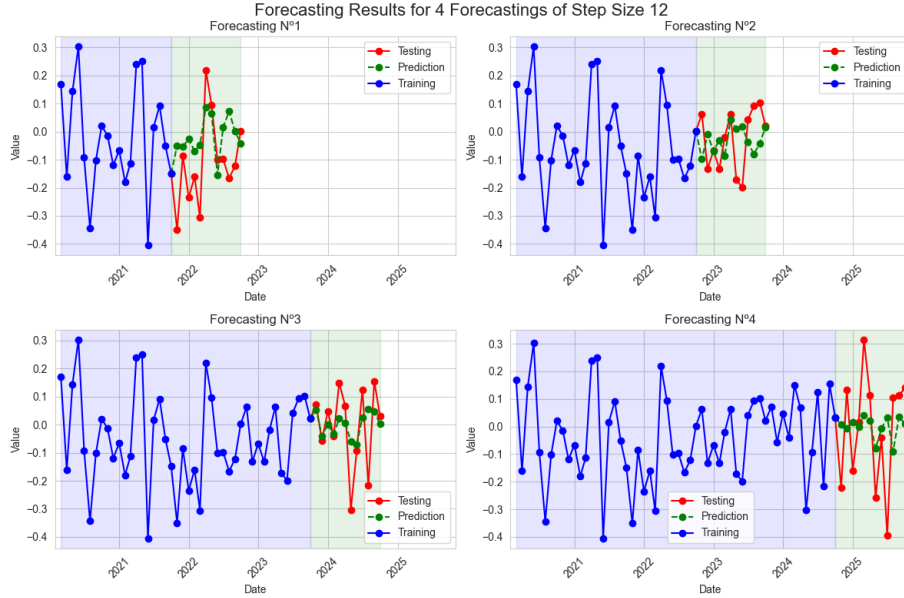 Forecasting Results for 4 Forecastings of Step Size 12
Forecasting Nº1
0.3
0.2
0.1
0.0
−0.1
−0.2
−0.3
−0.4
Value
Testing
Prediction
Training
2021
2022
2023
2024
2025
Date
Forecasting Nº2
0.3
0.2
0.1
0.0
−0.1
−0.2
−0.3
−0.4
Value
Testing
Prediction
Training
2021
2022
2023
2024
2025
Date
Forecasting Nº3
0.3
0.2
0.1
0.0
−0.1
−0.2
−0.3
−0.4
Value
Testing
Prediction
Training
2021
2022
2023
2024
2025
Date
Forecasting Nº4
0.3
0.2
0.1
0.0
−0.1
−0.2
−0.3
−0.4
Value
Testing
Prediction
Training
2021
2022
2023
2024
2025
Date